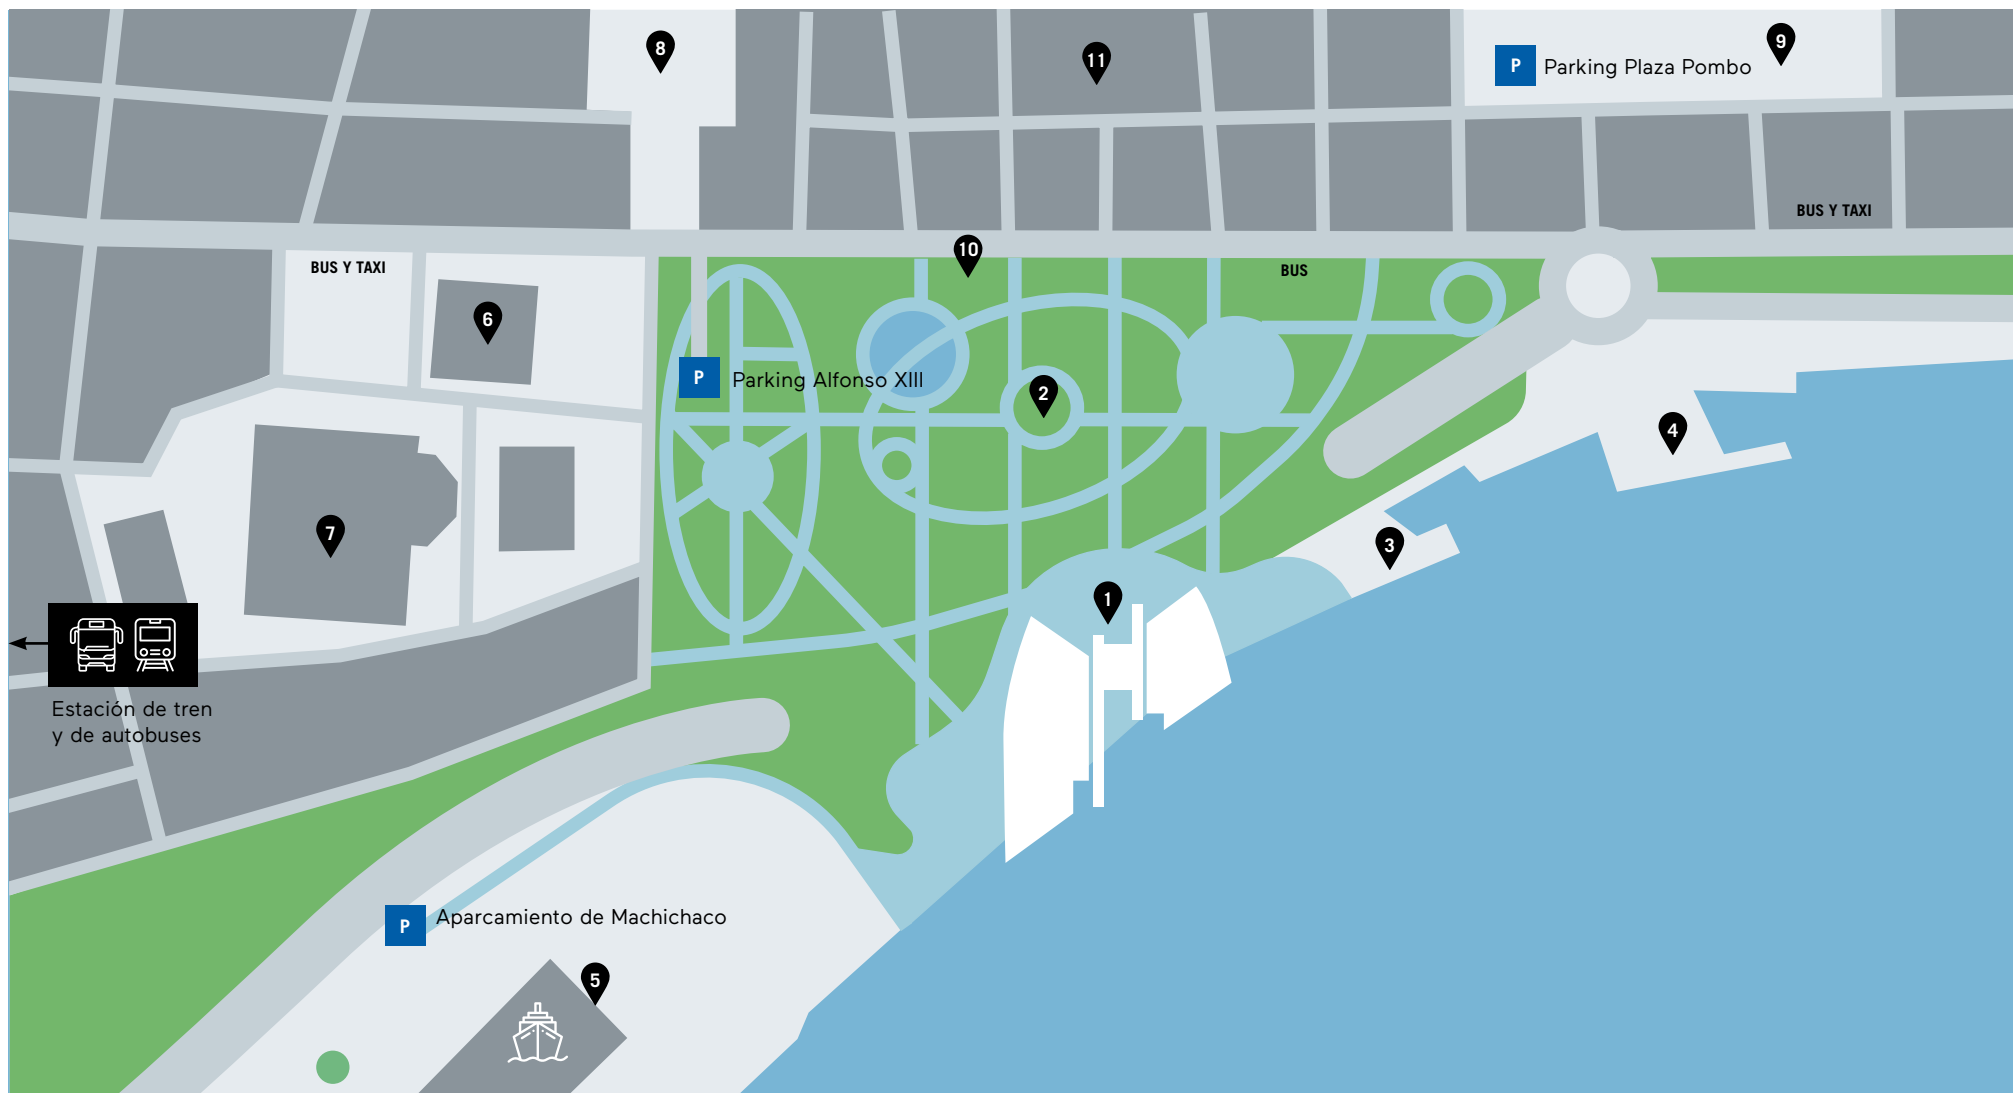 8
11
9
P Parking Plaza Pombo
BUS Y TAXI
10
BUS Y TAXI
BUS
6
P Parking Alfonso XIII
2
4
7
3
1
Estación de tren
y de autobuses
P Aparcamiento de Machichaco
5